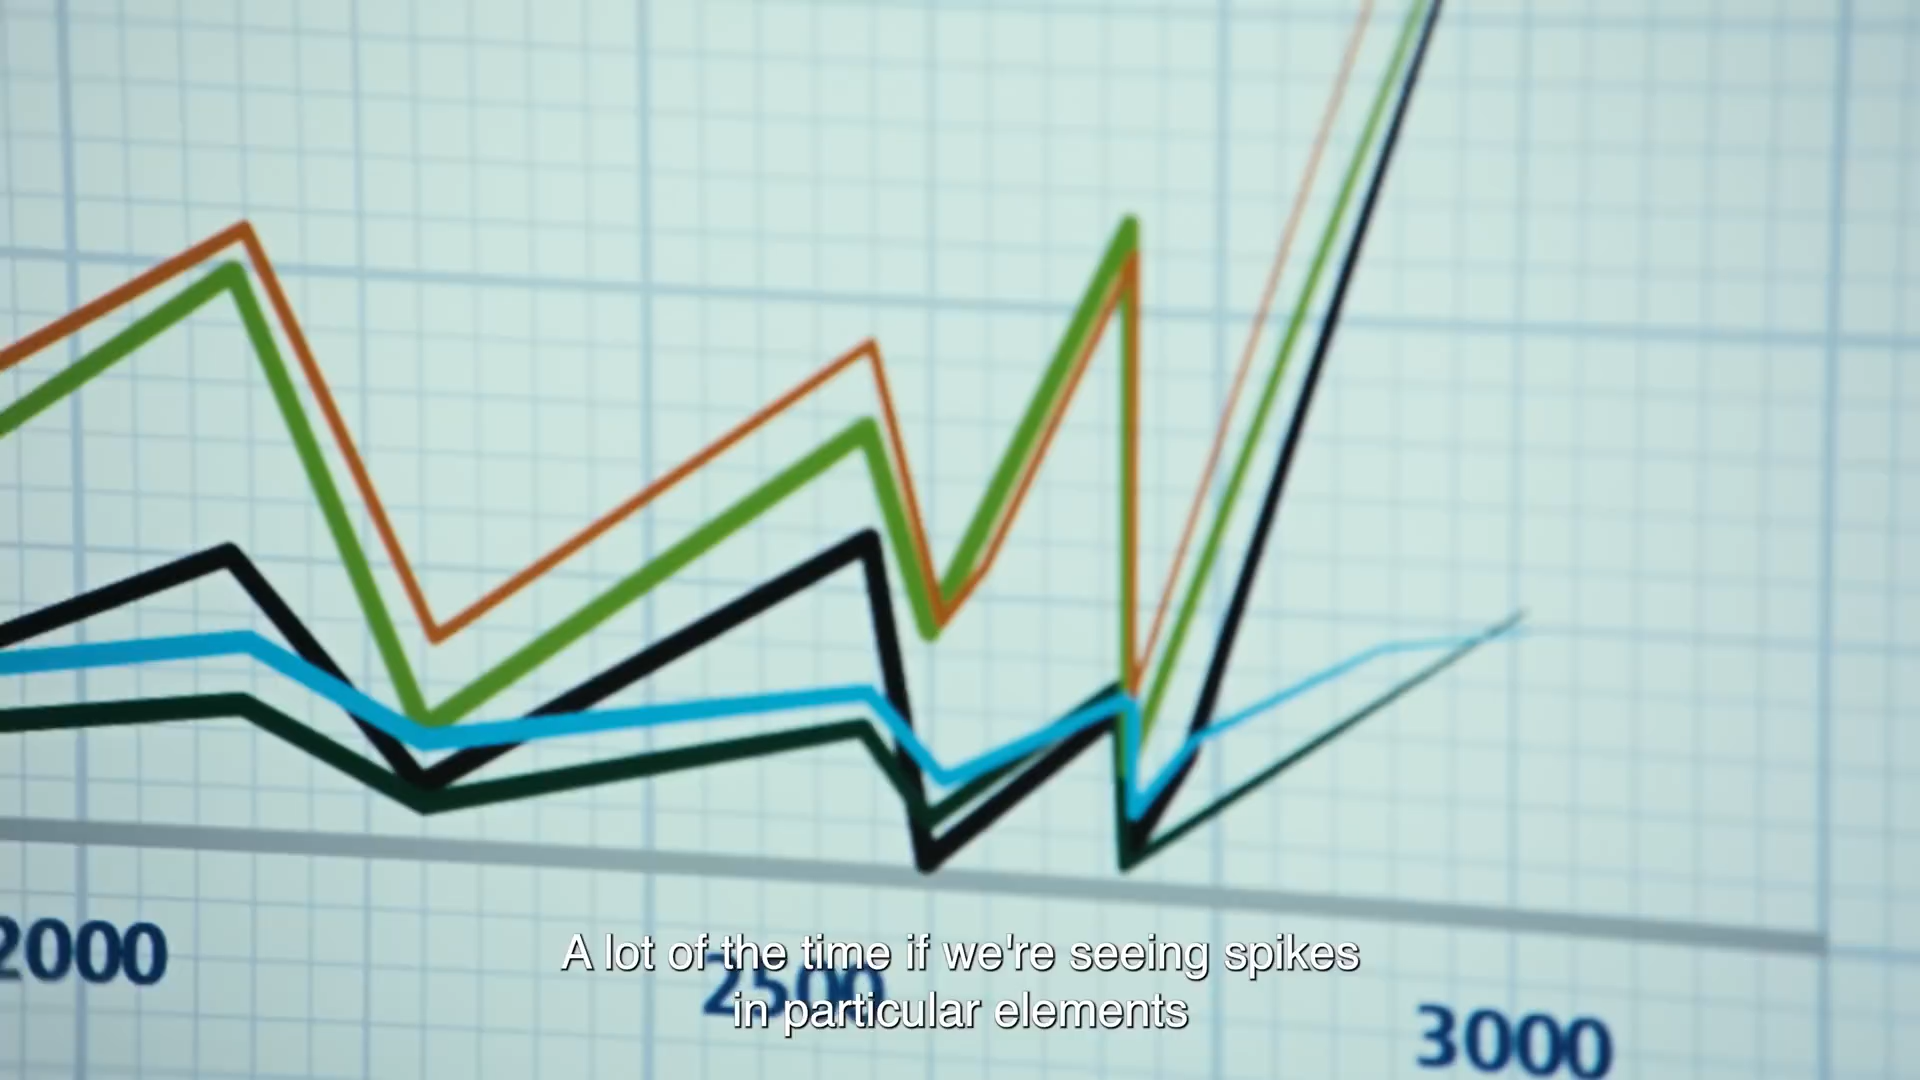 2000
2500
3000
A lot of the time if we're seeing spikes
in particular elements